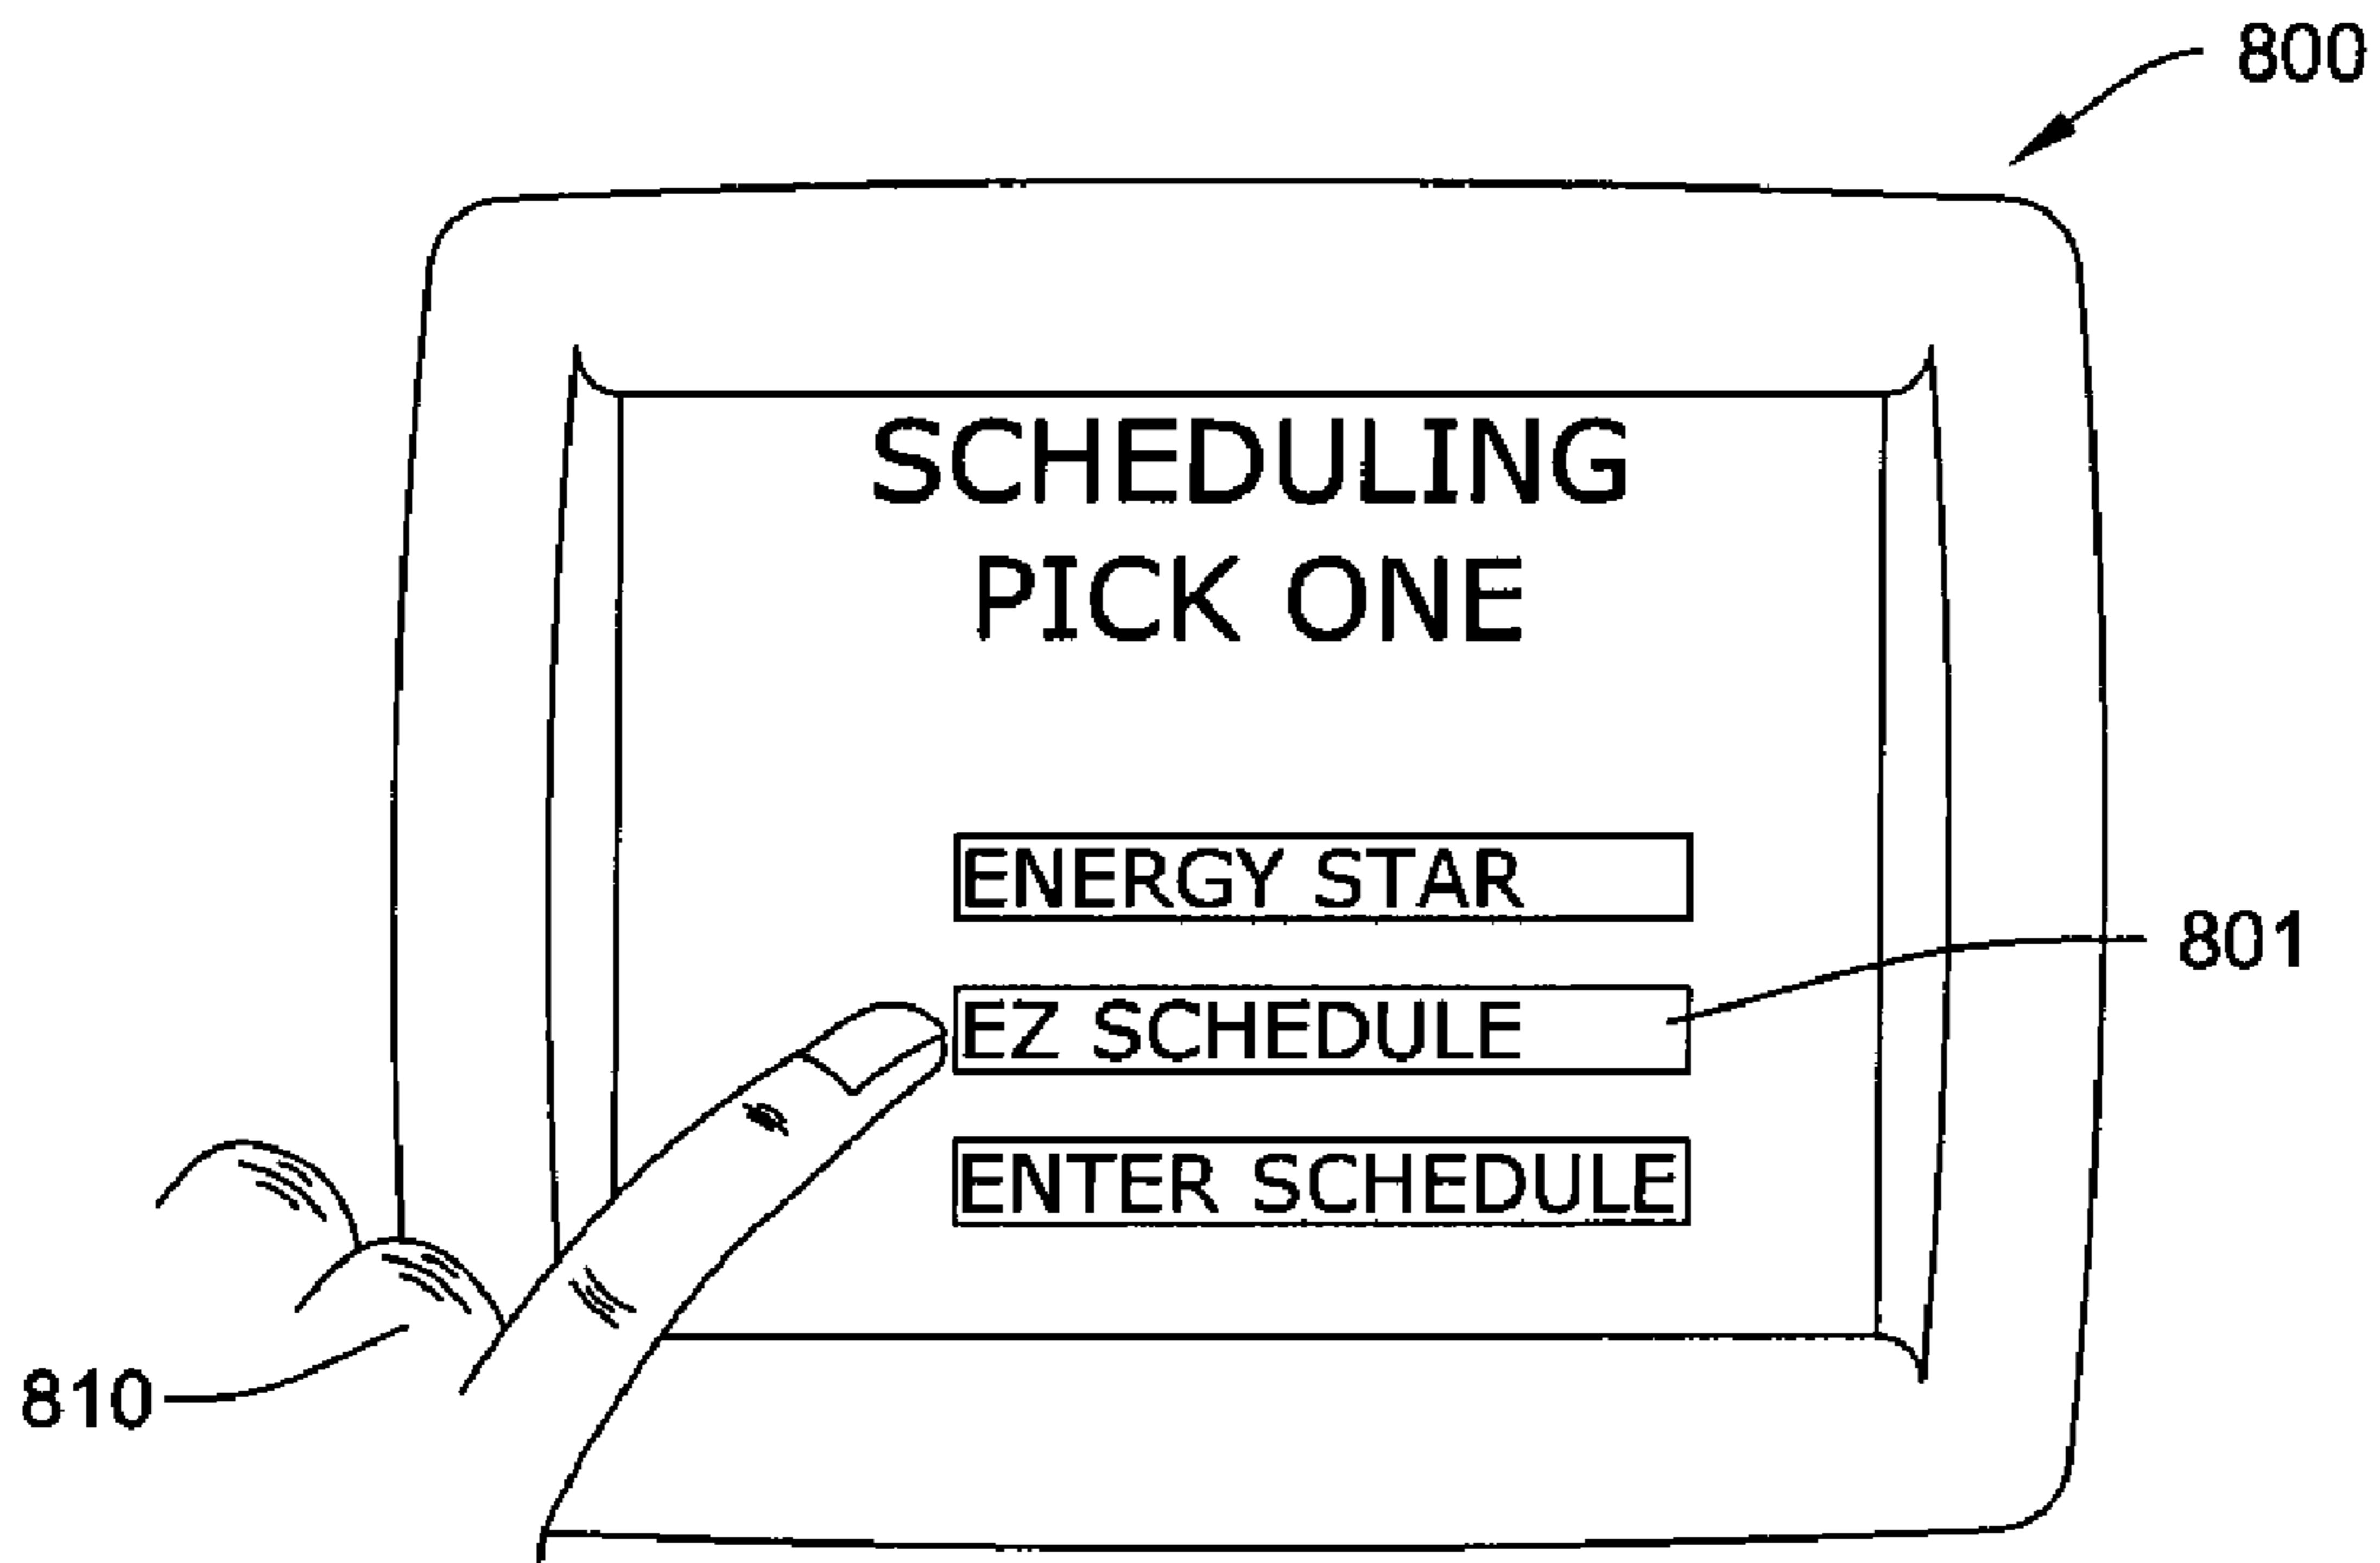 800
SCHEDULING
PICK ONE
ENERGY STAR
801
EZ SCHEDULE
ENTER SCHEDULE
810